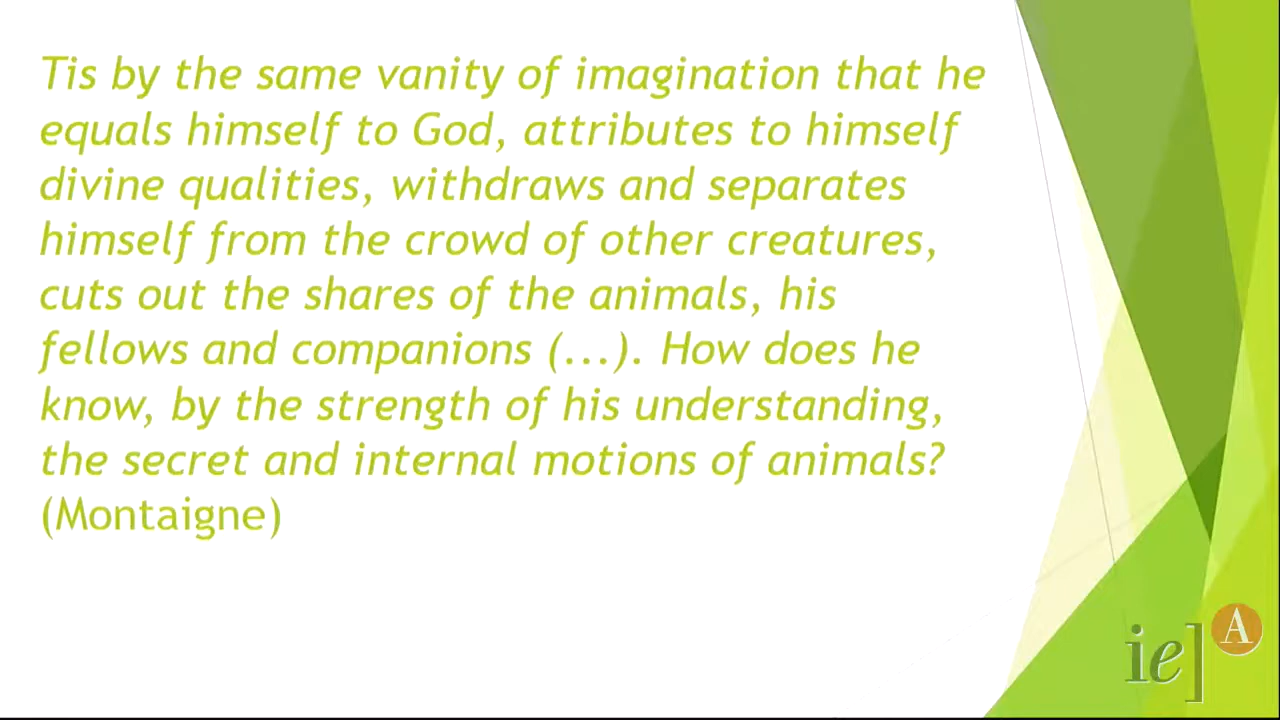 Tis by the same vanity of imagination that he
equals himself to God, attributes to himself
divine qualities, withdraws and separates
himself from the crowd of other creatures,
cuts out the shares of the animals, his
fellows and companions (...). How does he
know, by the strength of his understanding,
the secret and internal motions of animals?
(Montaigne)
ie] A